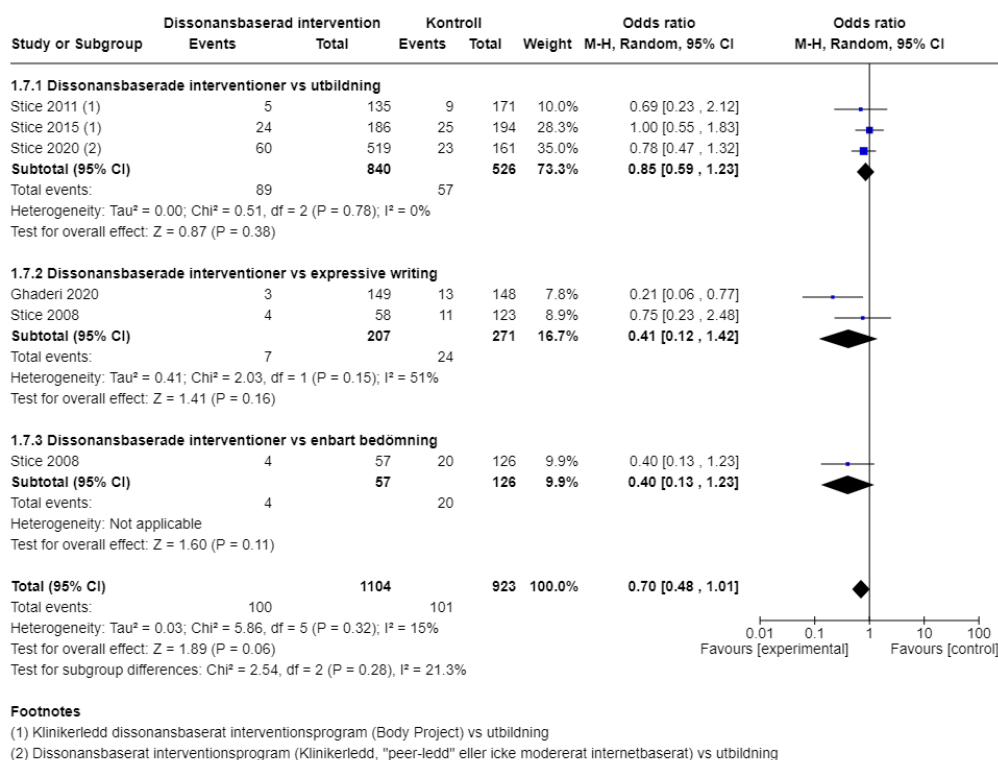 Dissonansbaserad intervention Kontroll Odds ratio Odds ratio
Study or Subgroup Events Total Events Total Weight M-H, Random, 95% CI M-H, Random, 95% CI
1.7.1 Dissonansbaserade interventioner vs utbildning
Stice 2011 (1) 5 135 9 171 10.0% 0.69 [0.23 , 2.12]
Stice 2015 (1) 24 186 25 194 28.3% 1.00 [0.55 , 1.83]
Stice 2020 (2) 60 519 23 161 35.0% 0.78 [0.47 , 1.32]
Subtotal (95% CI) 840 526 73.3% 0.85 [0.59 , 1.23]
Total events: 89 57
Heterogeneity: Tau² = 0.00; Chi² = 0.51, df = 2 (P = 0.78); I² = 0%
Test for overall effect: Z = 0.87 (P = 0.38)
1.7.2 Dissonansbaserade interventioner vs expressive writing
Ghaderi 2020 3 149 13 148 7.8% 0.21 [0.06 , 0.77]
Stice 2008 4 58 11 123 8.9% 0.75 [0.23 , 2.48]
Subtotal (95% CI) 207 271 16.7% 0.41 [0.12 , 1.42]
Total events: 7 24
Heterogeneity: Tau² = 0.41; Chi² = 2.03, df = 1 (P = 0.15); I² = 51%
Test for overall effect: Z = 1.41 (P = 0.16)
1.7.3 Dissonansbaserade interventioner vs enbart bedömning
Stice 2008 4 57 20 126 9.9% 0.40 [0.13 , 1.23]
Subtotal (95% CI) 57 126 9.9% 0.40 [0.13 , 1.23]
Total events: 4 20
Heterogeneity: Not applicable
Test for overall effect: Z = 1.60 (P = 0.11)
Total (95% CI) 1104 923 100.0% 0.70 [0.48 , 1.01]
Total events: 100 101
Heterogeneity: Tau² = 0.03; Chi² = 5.86, df = 5 (P = 0.32); I² = 15%
Test for overall effect: Z = 1.89 (P = 0.06)
Test for subgroup differences: Chi² = 2.54, df = 2 (P = 0.28), I² = 21.3%
0.01 0.1 1 10 100
Favours [experimental] Favours [control]
Footnotes
(1) Klinikerledd dissonansbaserat interventionsprogram (Body Project) vs utbildning
(2) Dissonansbaserat interventionsprogram (Klinikerledd, "peer-ledd" eller icke modererat internetbaserat) vs utbildning